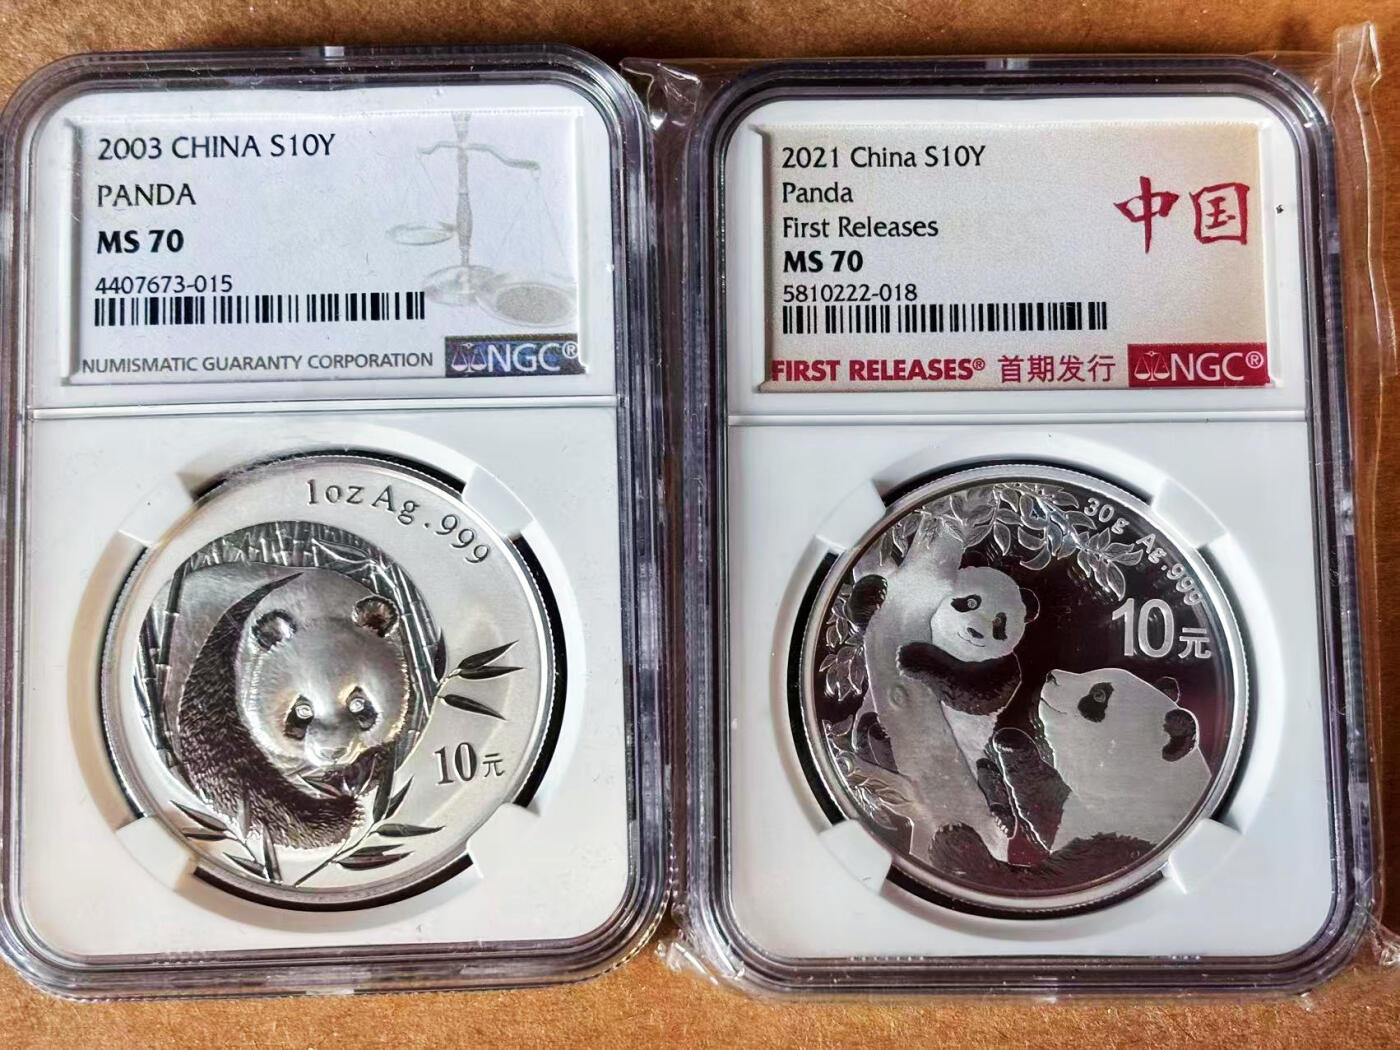 2003 CHINA S10Y
PANDA
MS 70
4407673-015
NUMISMATIC GUARANTY CORPORATION NGC®
1oz Ag .999
10元
2021 China S10Y
Panda
First Releases
MS 70
5810222-018
中国
FIRST RELEASES® 首期发行 NGC®
30g Ag.999
10元